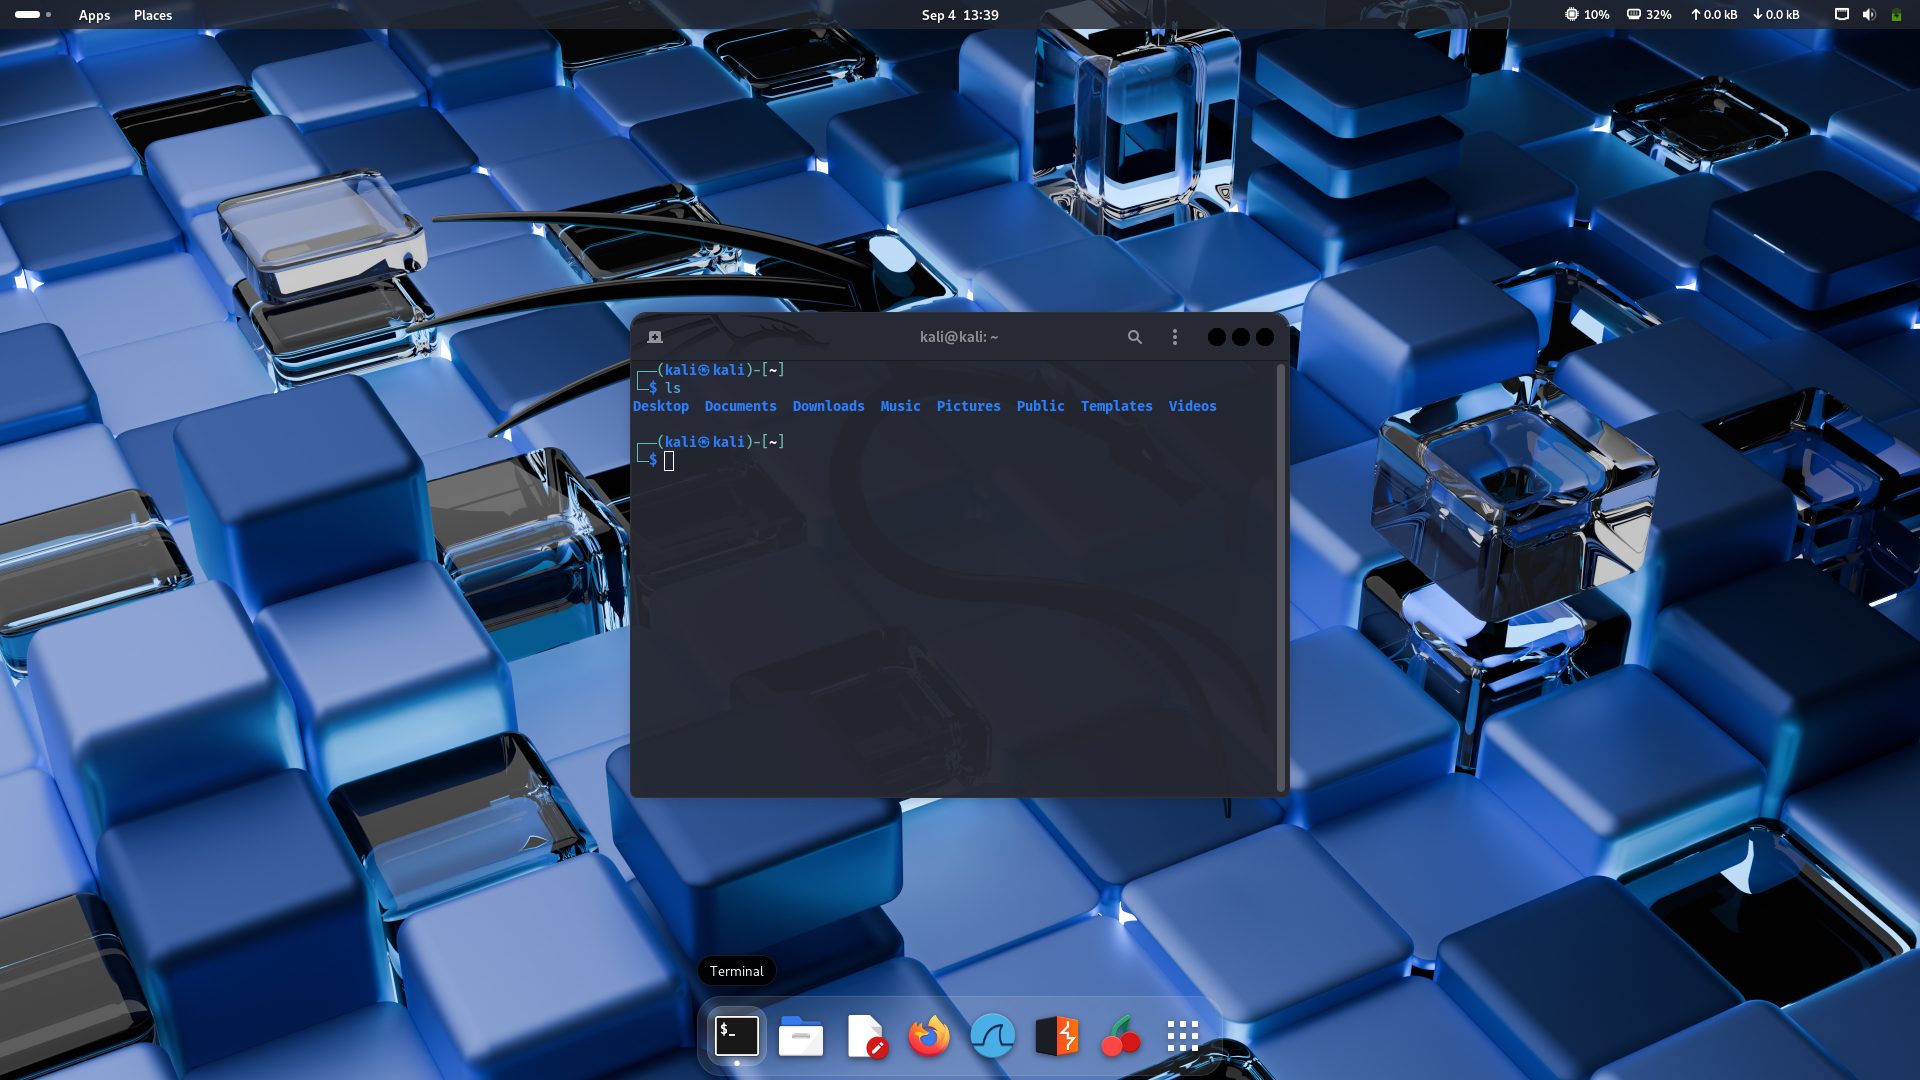 Apps Places Sep 4 13:39 10% 32% 0.0 kB 0.0 kB
kali@kali: ~
┌──(kali㉿kali)-[~]
└─$ ls
Desktop Documents Downloads Music Pictures Public Templates Videos
┌──(kali㉿kali)-[~]
└─$
Terminal
$_